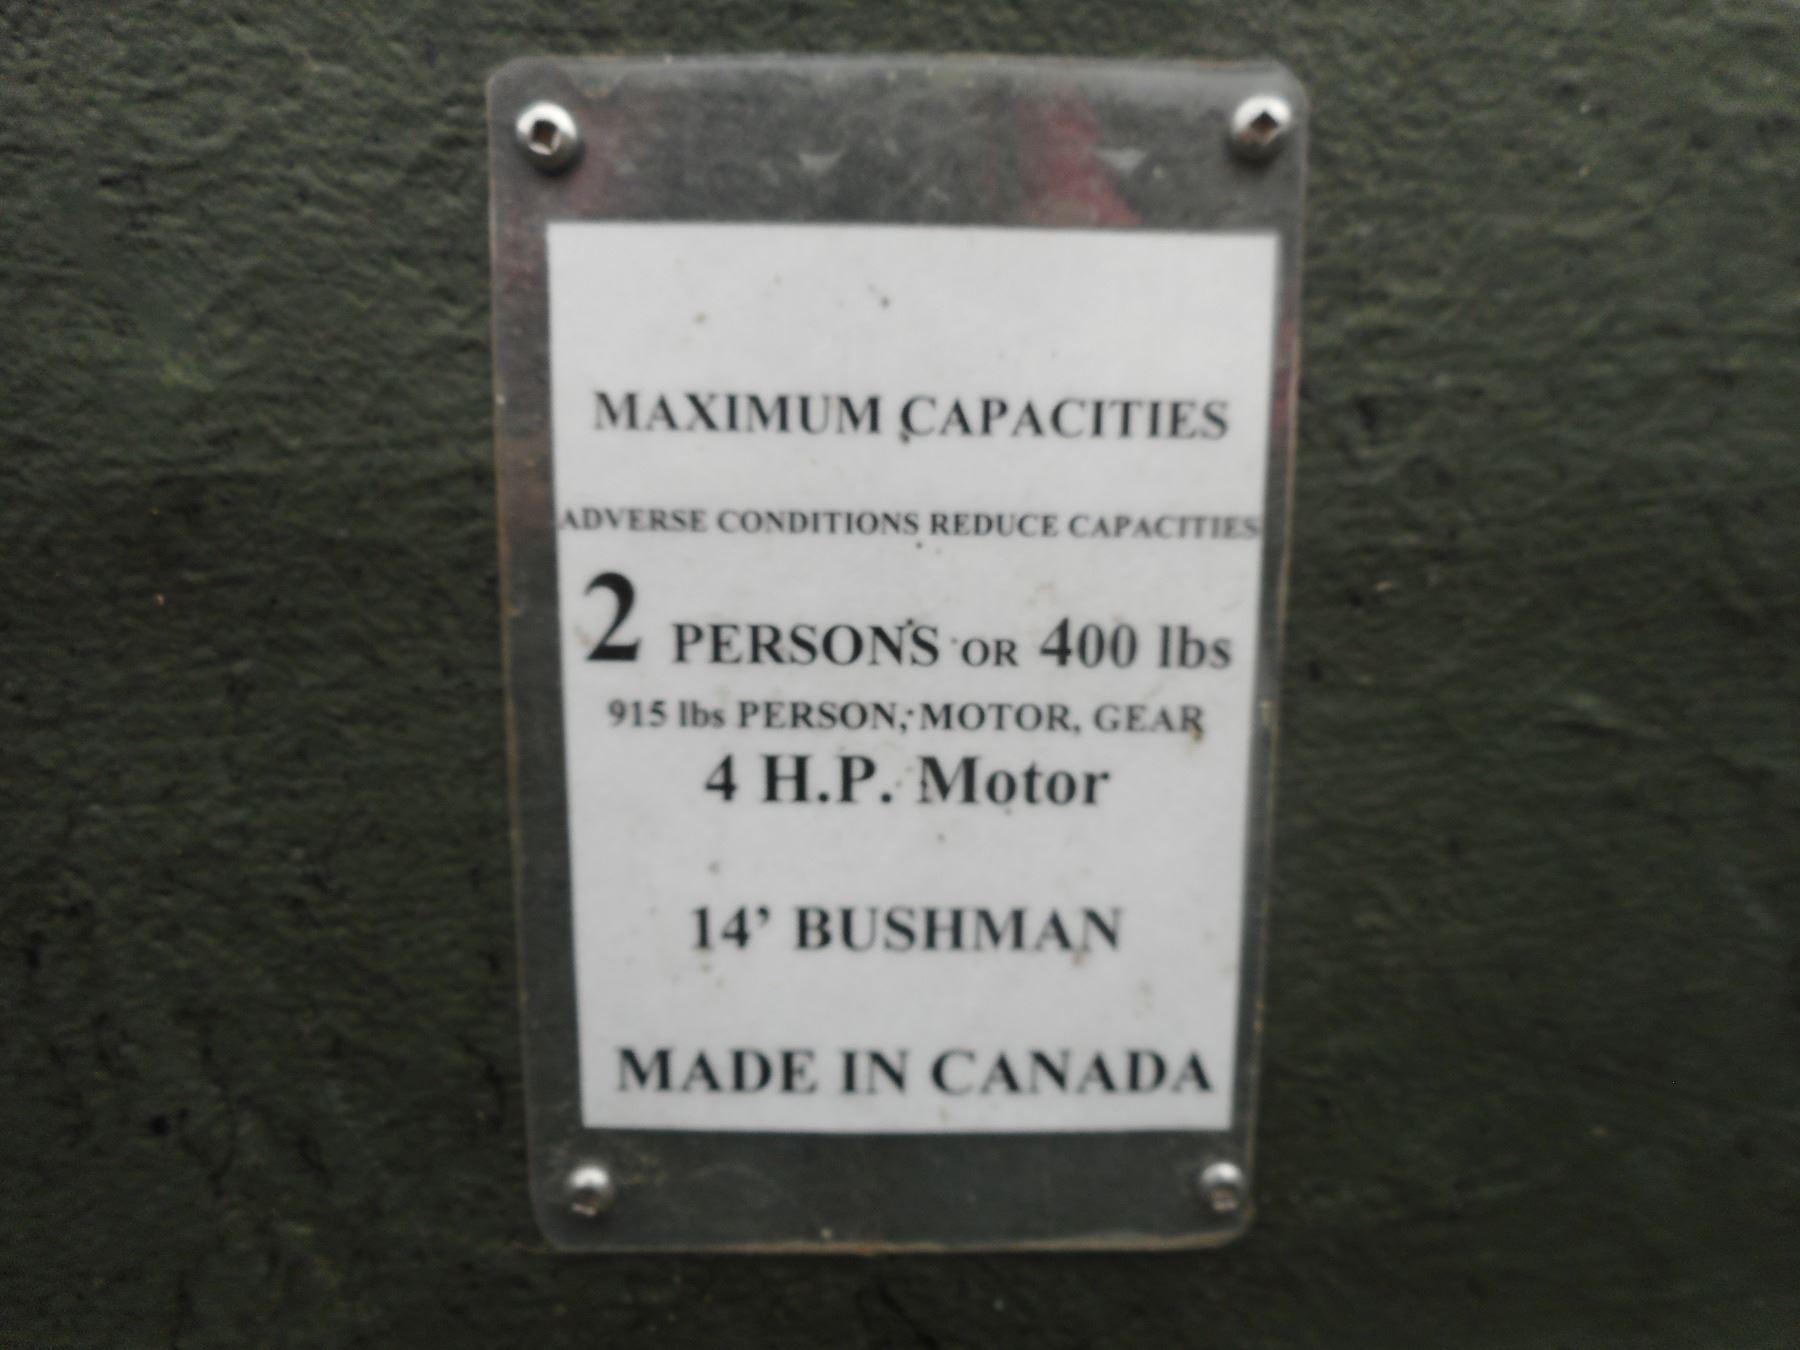 MAXIMUM CAPACITIES
ADVERSE CONDITIONS REDUCE CAPACITIES
2 PERSONS OR 400 lbs
915 lbs PERSON, MOTOR, GEAR
4 H.P. Motor
14' BUSHMAN
MADE IN CANADA